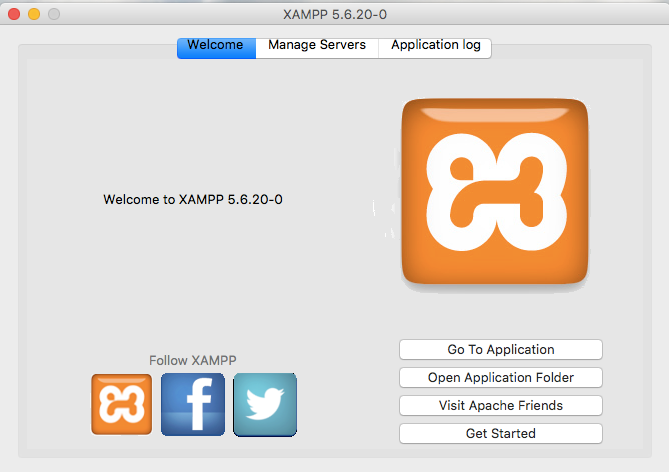 XAMPP 5.6.20-0
Welcome Manage Servers Application log
Welcome to XAMPP 5.6.20-0
Follow XAMPP
Go To Application
Open Application Folder
Visit Apache Friends
Get Started